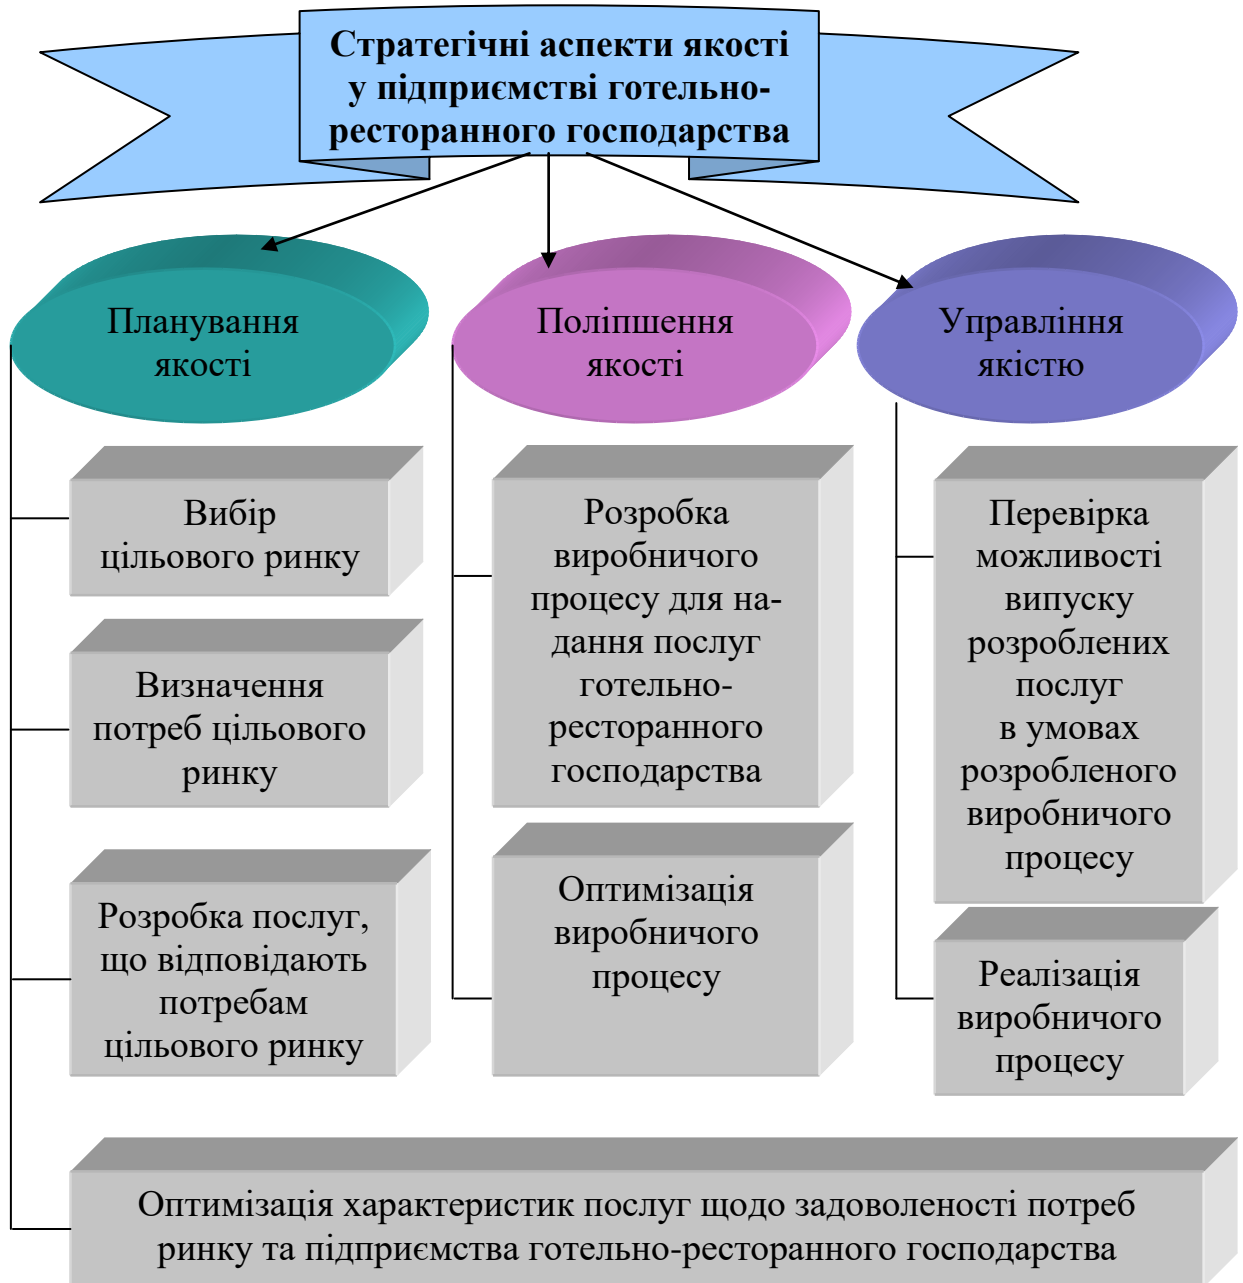 Стратегічні аспекти якості
у підприємстві готельно-
ресторанного господарства
Планування
якості
Поліпшення
якості
Управління
якістю
Вибір
цільового ринку
Визначення
потреб цільового
ринку
Розробка послуг,
що відповідають
потребам
цільового ринку
Розробка
виробничого
процесу для на-
дання послуг
готельно-
ресторанного
господарства
Оптимізація
виробничого
процесу
Перевірка
можливості
випуску
розроблених
послуг
в умовах
розробленого
виробничого
процесу
Реалізація
виробничого
процесу
Оптимізація характеристик послуг щодо задоволеності потреб
ринку та підприємства готельно-ресторанного господарства